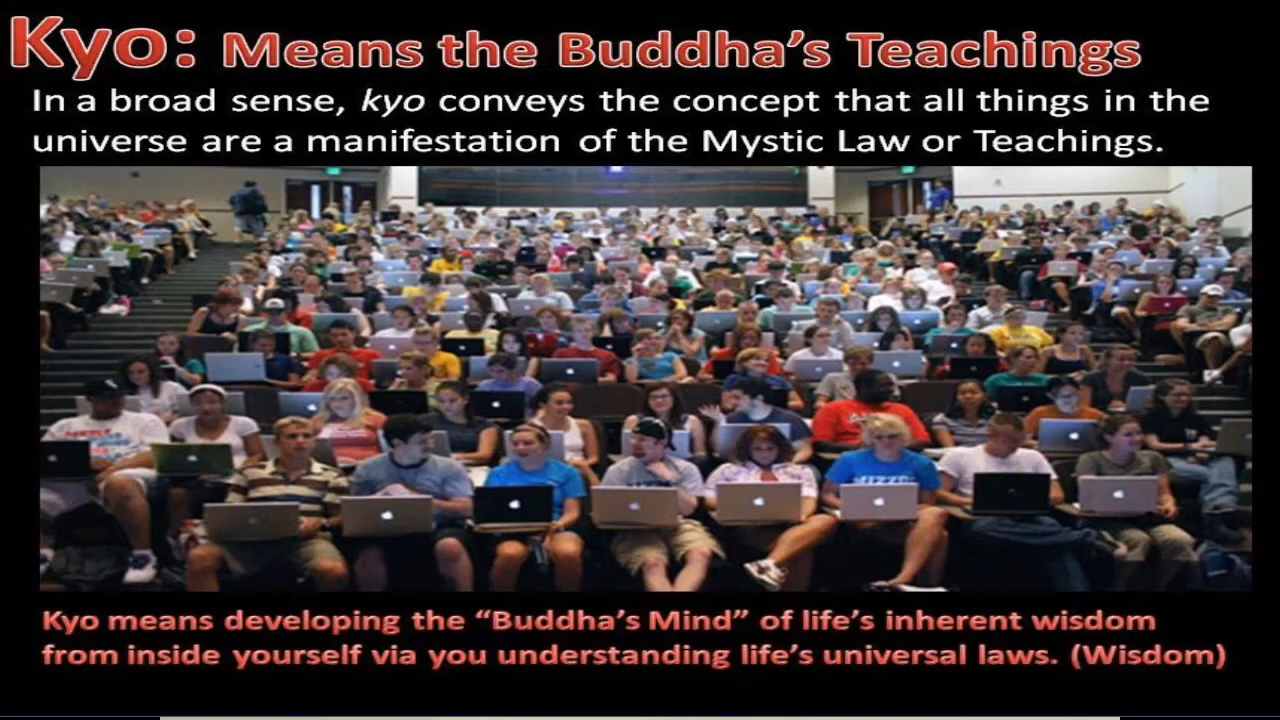 Kyo: Means the Buddha's Teachings
In a broad sense, kyo conveys the concept that all things in the
universe are a manifestation of the Mystic Law or Teachings.
MIZZO
Kyo means developing the “Buddha's Mind” of life's inherent wisdom
from inside yourself via you understanding life's universal laws. (Wisdom)